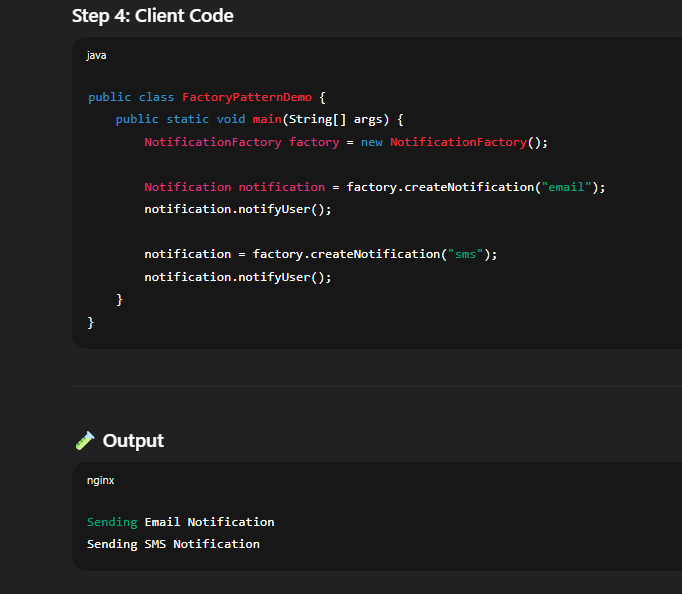 Step 4: Client Code
java
public class FactoryPatternDemo {
public static void main(String[] args) {
NotificationFactory factory = new NotificationFactory();
Notification notification = factory.createNotification("email");
notification.notifyUser();
notification = factory.createNotification("sms");
notification.notifyUser();
}
}
Output
nginx
Sending Email Notification
Sending SMS Notification